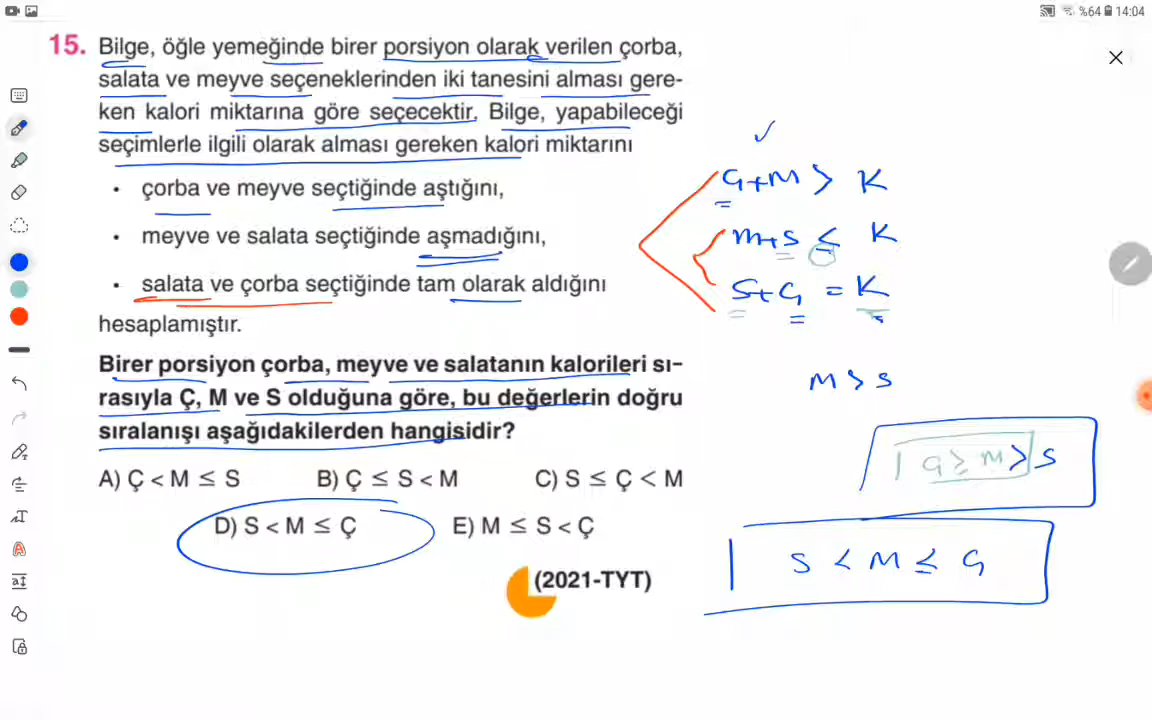 %64 14:04
15. Bilge, öğle yemeğinde birer porsiyon olarak verilen çorba,
salata ve meyve seçeneklerinden iki tanesini alması gere-
ken kalori miktarına göre seçecektir. Bilge, yapabileceği
seçimlerle ilgili olarak alması gereken kalori miktarını
• çorba ve meyve seçtiğinde aştığını,
• meyve ve salata seçtiğinde aşmadığını,
• salata ve çorba seçtiğinde tam olarak aldığını
hesaplamıştır.
Birer porsiyon çorba, meyve ve salatanın kalorileri sı-
rasıyla Ç, M ve S olduğuna göre, bu değerlerin doğru
sıralanışı aşağıdakilerden hangisidir?
A) Ç < M ≤ S B) Ç ≤ S < M C) S ≤ Ç < M
D) S < M ≤ Ç E) M ≤ S < Ç
(2021-TYT)
Ç+M > K
M+S ≤ K
S+Ç = K
M > S
Ç ≥ M > S
S < M ≤ Ç